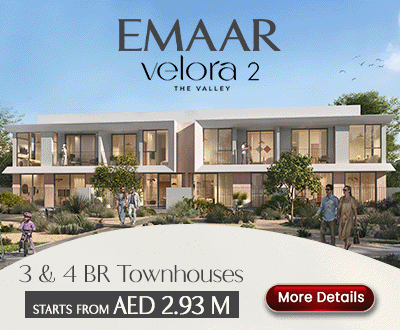 EMAAR
velora 2
THE VALLEY
3 & 4 BR Townhouses
STARTS FROM AED 2.93 M
More Details